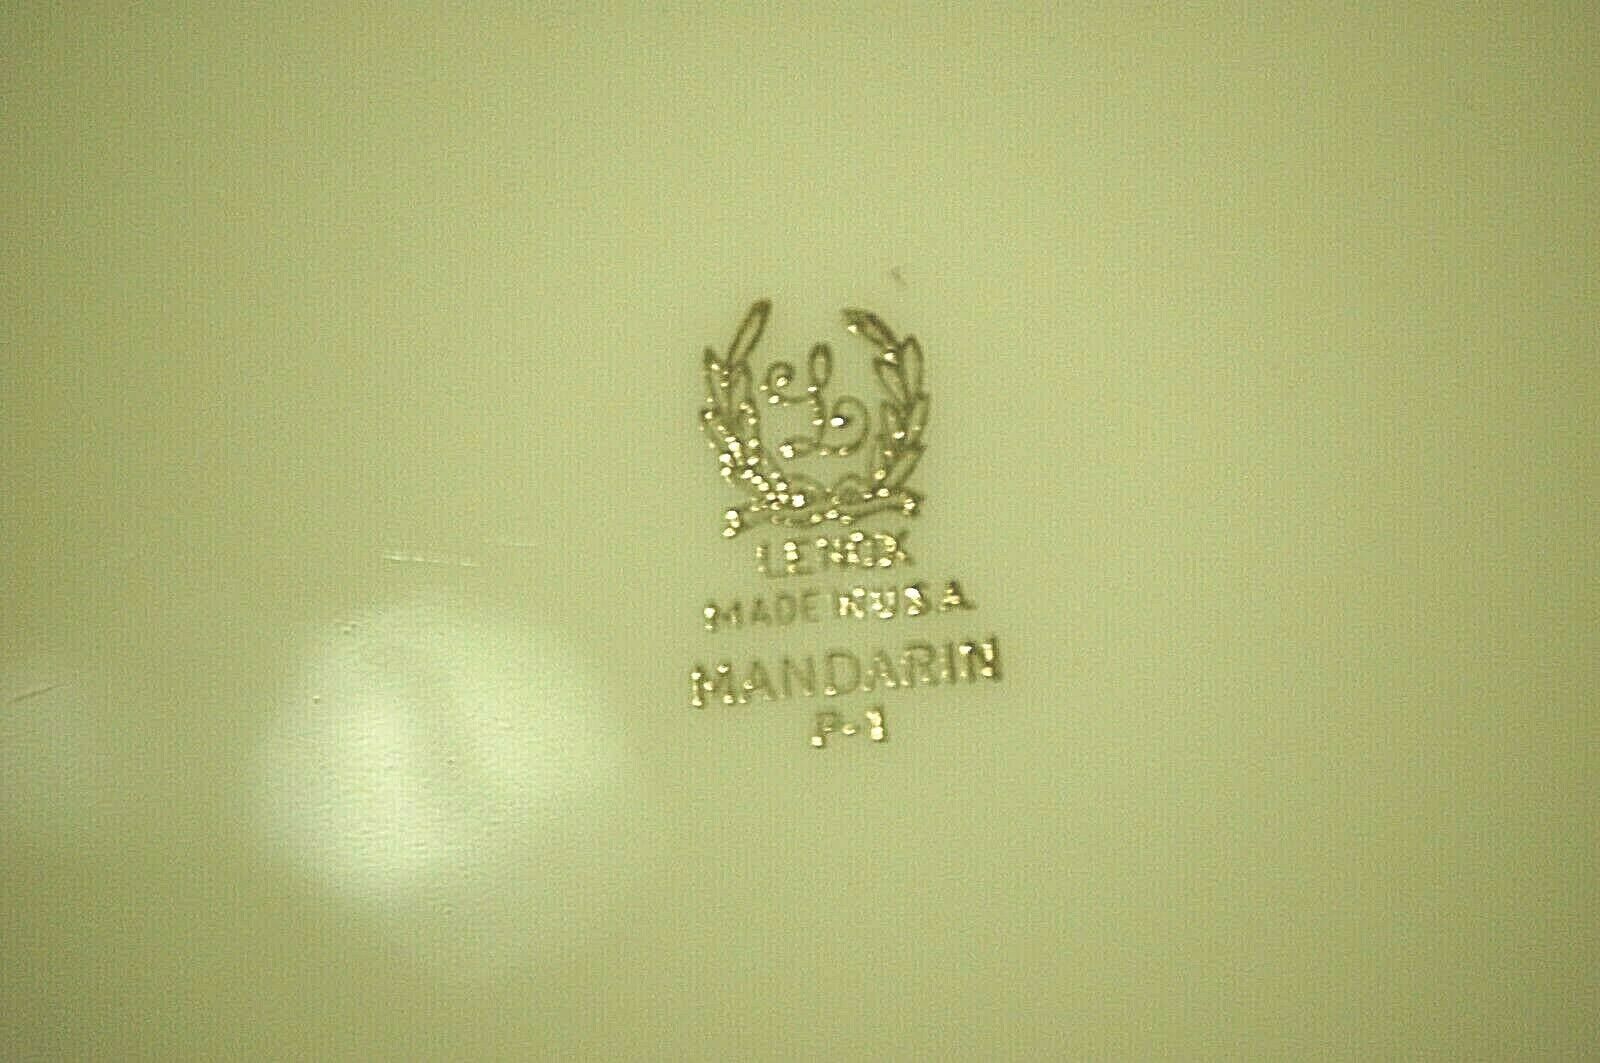 L
LENOX
MADE IN U S A
MANDARIN
P-1